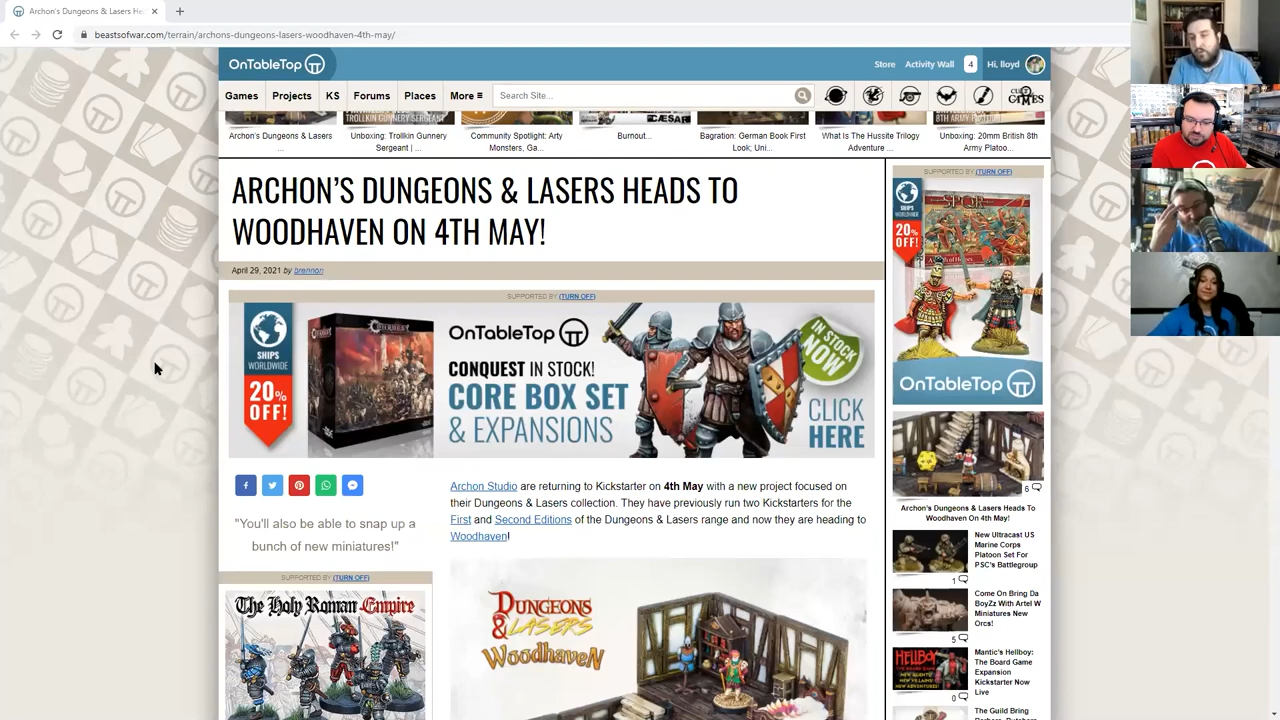 Archon's Dungeons & Lasers He
beastsofwar.com/terrain/archons-dungeons-lasers-woodhaven-4th-may/
OnTableTop
Store
Activity Wall
4
Hi, lloyd
Games
Projects
KS
Forums
Places
More
Search Site...
TROLLKIN GUNNERY
SERGEANT
CAESAR
8TH ARMY
Archon's Dungeons & Lasers
...
Unboxing: Trollkin Gunnery
Sergeant | ...
Community Spotlight: Arty
Monsters, Ga...
Burnout...
Bagration: German Book First
Look; Uni...
What Is The Hussite Trilogy
Adventure ...
Unboxing: 20mm British 8th
Army Platoo...
ARCHON'S DUNGEONS & LASERS HEADS TO
WOODHAVEN ON 4TH MAY!
April 29, 2021 by brennon
SUPPORTED BY (TURN OFF)
SHIPS
WORLDWIDE
20%
OFF!
CONQUEST
OnTableTop
CONQUEST IN STOCK!
CORE BOX SET
& EXPANSIONS
IN STOCK
NOW
CLICK
HERE
"You'll also be able to snap up a
bunch of new miniatures!"
SUPPORTED BY (TURN OFF)
The Holy Roman Empire
Archon Studio are returning to Kickstarter on 4th May with a new project focused on
their Dungeons & Lasers collection. They have previously run two Kickstarters for the
First and Second Editions of the Dungeons & Lasers range and now they are heading to
Woodhaven!
DUNGEONS
& LASERS
Woodhaven
SUPPORTED BY (TURN OFF)
SHIPS
WORLDWIDE
20%
OFF!
SPQR
OnTableTop
6
Archon's Dungeons & Lasers Heads To
Woodhaven On 4th May!
New Ultracast US
Marine Corps
Platoon Set For
PSC's Battlegroup
1
Come On Bring Da
BoyZz With Artel W
Miniatures New
Orcs!
5
HELLBOY
Mantic's Hellboy:
The Board Game
Expansion
Kickstarter Now
Live
0
The Guild Bring